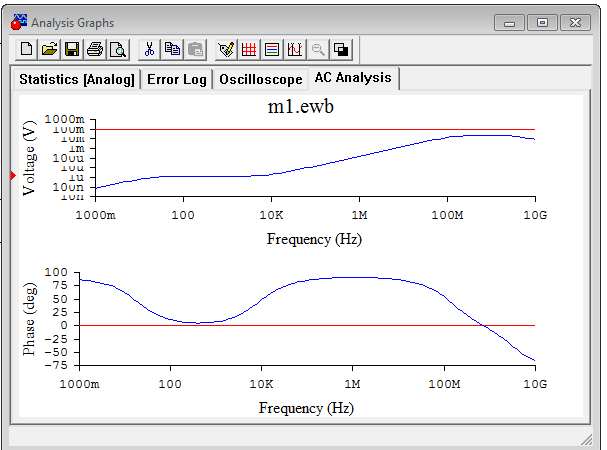 Analysis Graphs
Statistics [Analog] Error Log Oscilloscope AC Analysis
m1.ewb
Voltage (V)
1000m
100m
10m
1m
100u
10u
1u
100n
10n
1000m 100 10K 1M 100M 10G
Frequency (Hz)
Phase (deg)
100
75
50
25
0
-25
-50
-75
1000m 100 10K 1M 100M 10G
Frequency (Hz)